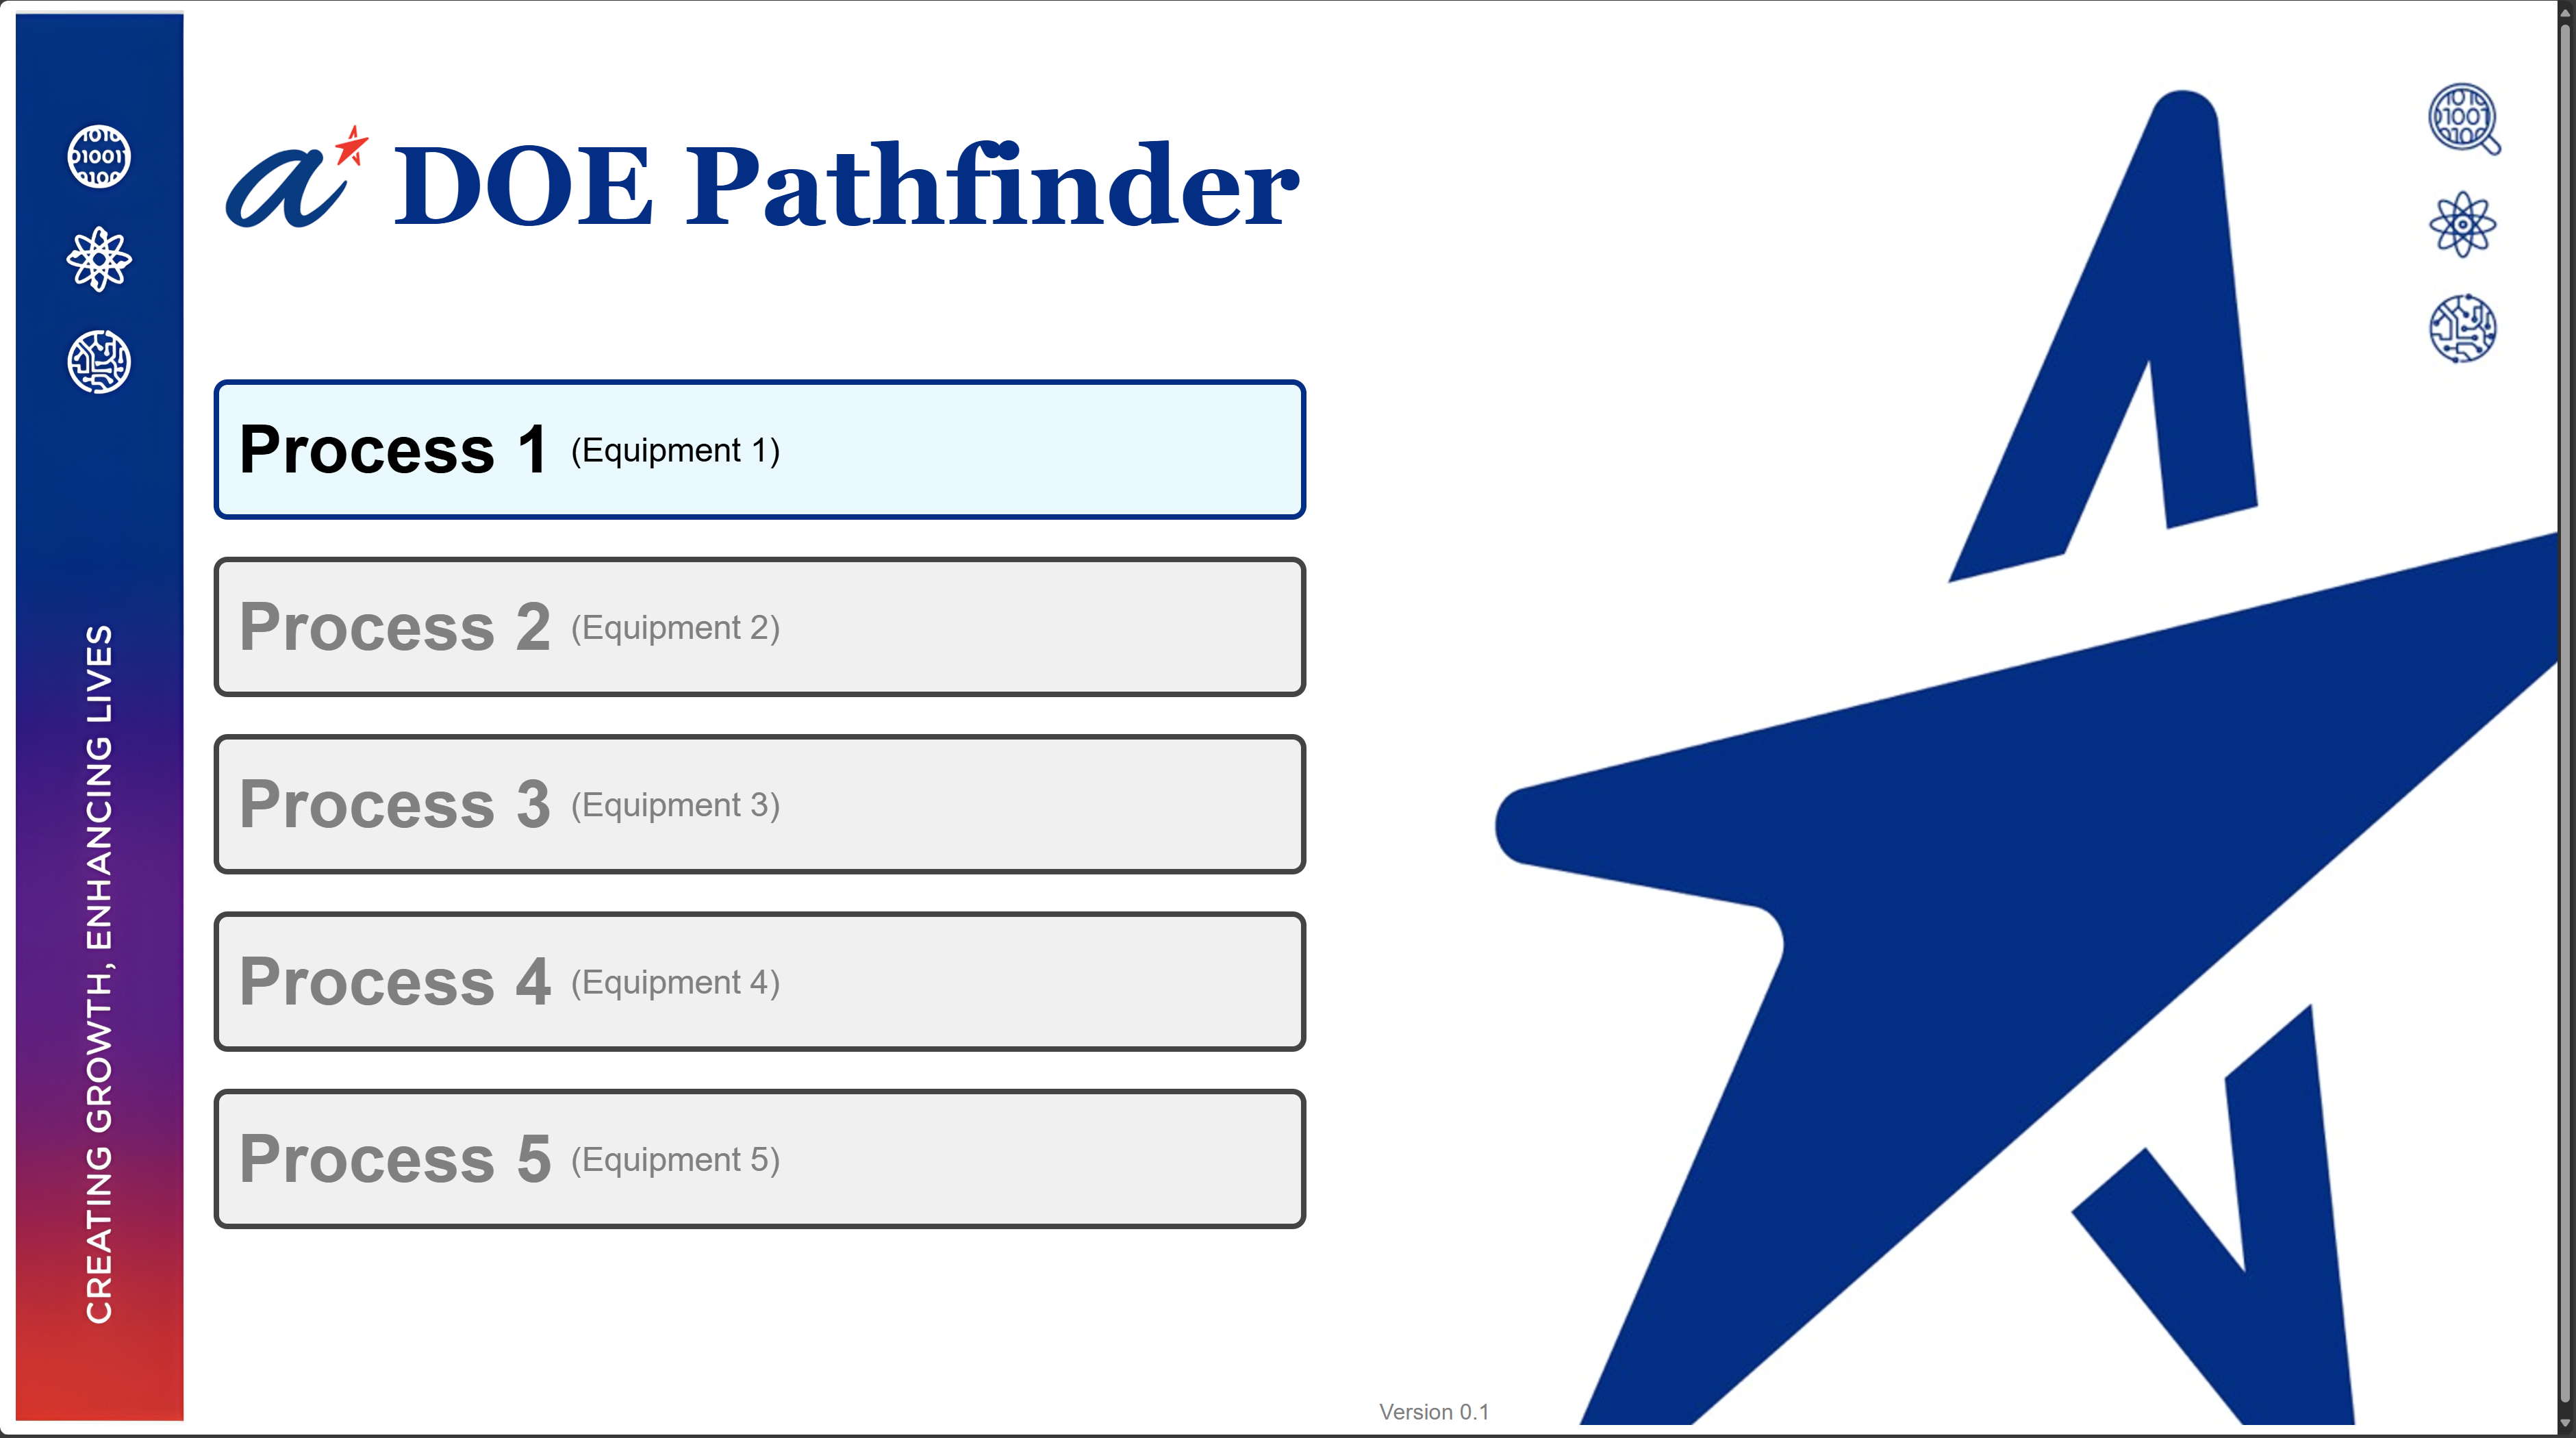 a DOE Pathfinder
Process 1 (Equipment 1)
Process 2 (Equipment 2)
Process 3 (Equipment 3)
Process 4 (Equipment 4)
Process 5 (Equipment 5)
CREATING GROWTH, ENHANCING LIVES
Version 0.1